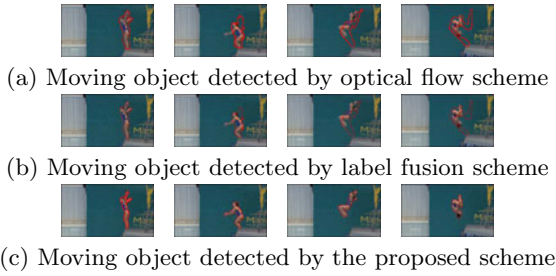 (a) Moving object detected by optical flow scheme
(b) Moving object detected by label fusion scheme
(c) Moving object detected by the proposed scheme